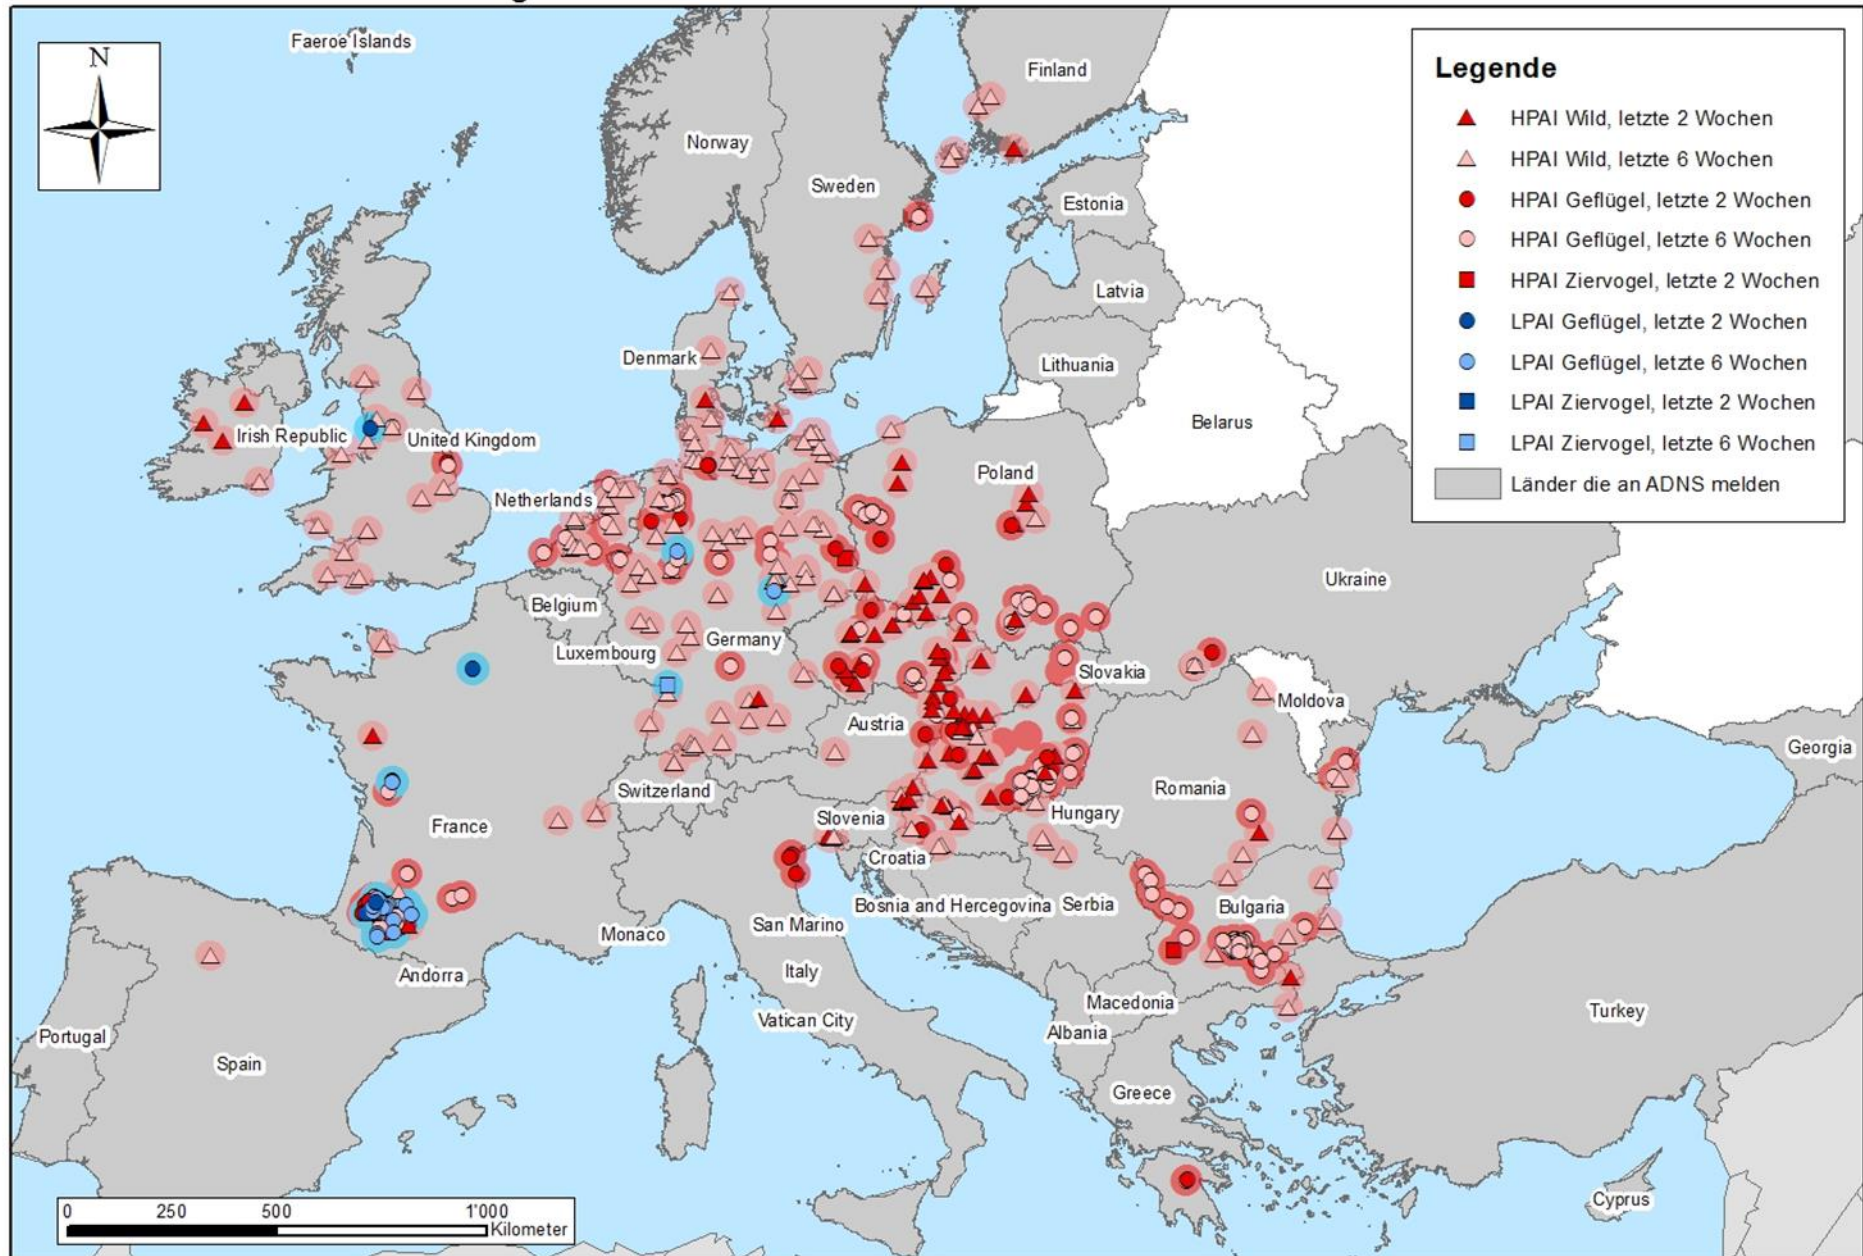 N
Faeroe Islands
Finland
Norway
Sweden
Estonia
Latvia
Denmark
Lithuania
Belarus
Irish Republic
United Kingdom
Poland
Netherlands
Ukraine
Belgium
Germany
Luxembourg
Slovakia
Moldova
Austria
Georgia
Switzerland
Romania
Slovenia
Hungary
France
Croatia
Bosnia and Hercegovina
Serbia
Bulgaria
San Marino
Monaco
Andorra
Italy
Macedonia
Vatican City
Albania
Turkey
Portugal
Spain
Greece
Cyprus
Legende
HPAI Wild, letzte 2 Wochen
HPAI Wild, letzte 6 Wochen
HPAI Geflügel, letzte 2 Wochen
HPAI Geflügel, letzte 6 Wochen
HPAI Ziervogel, letzte 2 Wochen
LPAI Geflügel, letzte 2 Wochen
LPAI Geflügel, letzte 6 Wochen
LPAI Ziervogel, letzte 2 Wochen
LPAI Ziervogel, letzte 6 Wochen
Länder die an ADNS melden
0 250 500 1'000
Kilometer